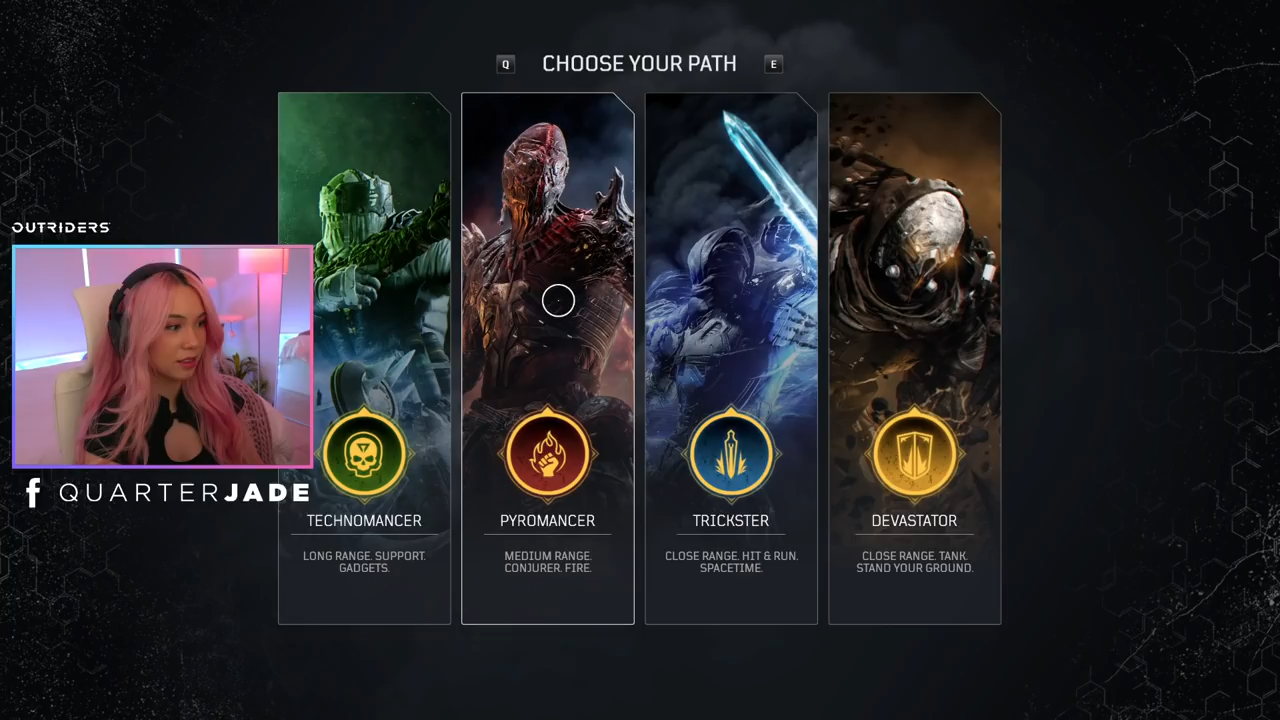 Q CHOOSE YOUR PATH E
OUTRIDERS
f QUARTERJADE
TECHNOMANCER
LONG RANGE. SUPPORT.
GADGETS.
PYROMANCER
MEDIUM RANGE.
CONJURER. FIRE.
TRICKSTER
CLOSE RANGE. HIT & RUN.
SPACETIME.
DEVASTATOR
CLOSE RANGE. TANK.
STAND YOUR GROUND.